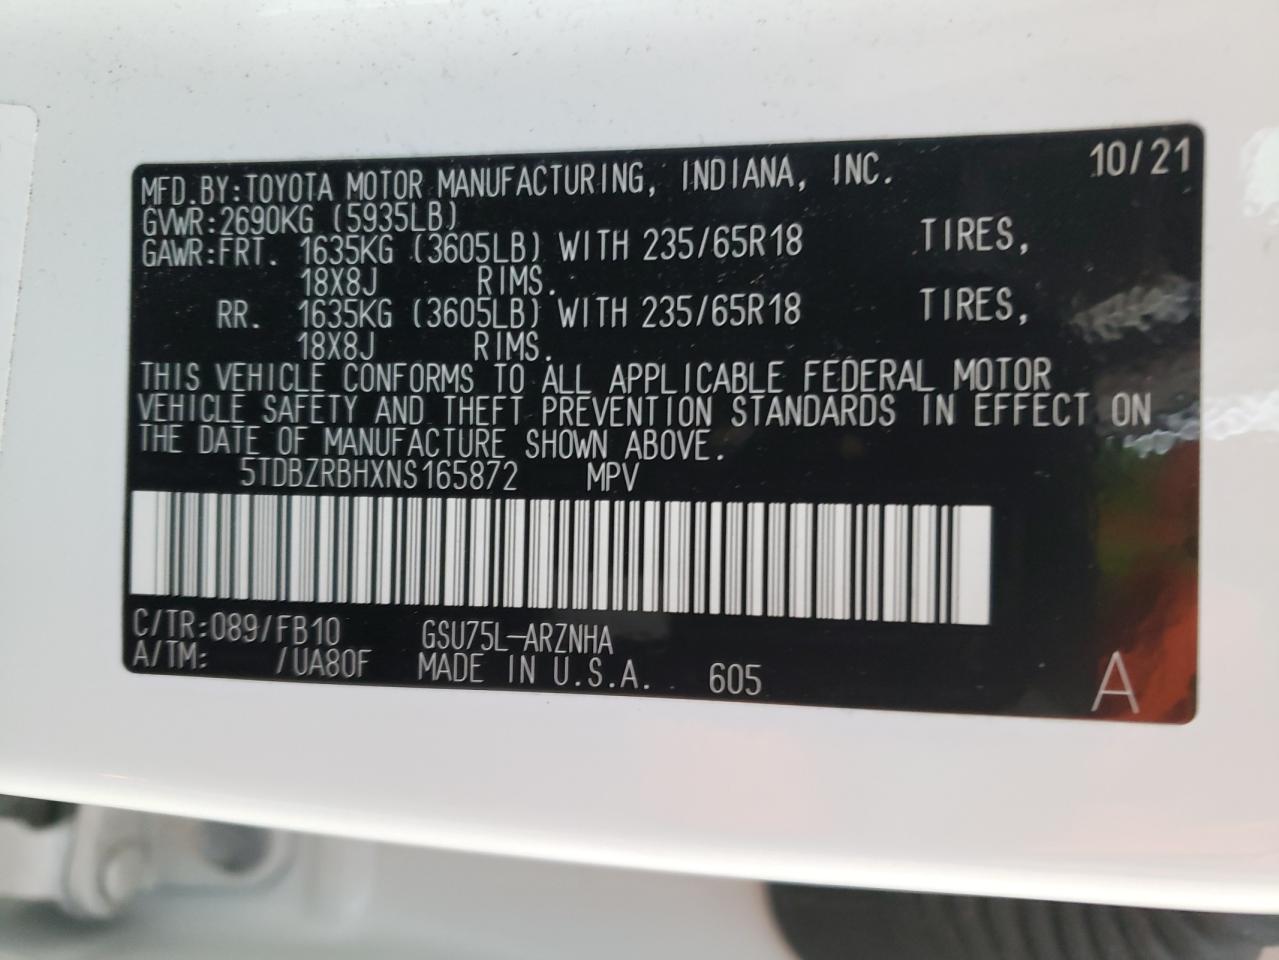 MFD.BY:TOYOTA MOTOR MANUFACTURING, INDIANA, INC. 10/21
GVWR:2690KG (5935LB)
GAWR:FRT. 1635KG (3605LB) WITH 235/65R18 TIRES,
18X8J RIMS.
RR. 1635KG (3605LB) WITH 235/65R18 TIRES,
18X8J RIMS.
THIS VEHICLE CONFORMS TO ALL APPLICABLE FEDERAL MOTOR
VEHICLE SAFETY AND THEFT PREVENTION STANDARDS IN EFFECT ON
THE DATE OF MANUFACTURE SHOWN ABOVE.
5TDBZRBHXNS165872 MPV
C/TR:089/FB10 GSU75L-ARZNHA
A/TM: /UA80F MADE IN U.S.A. 605 A